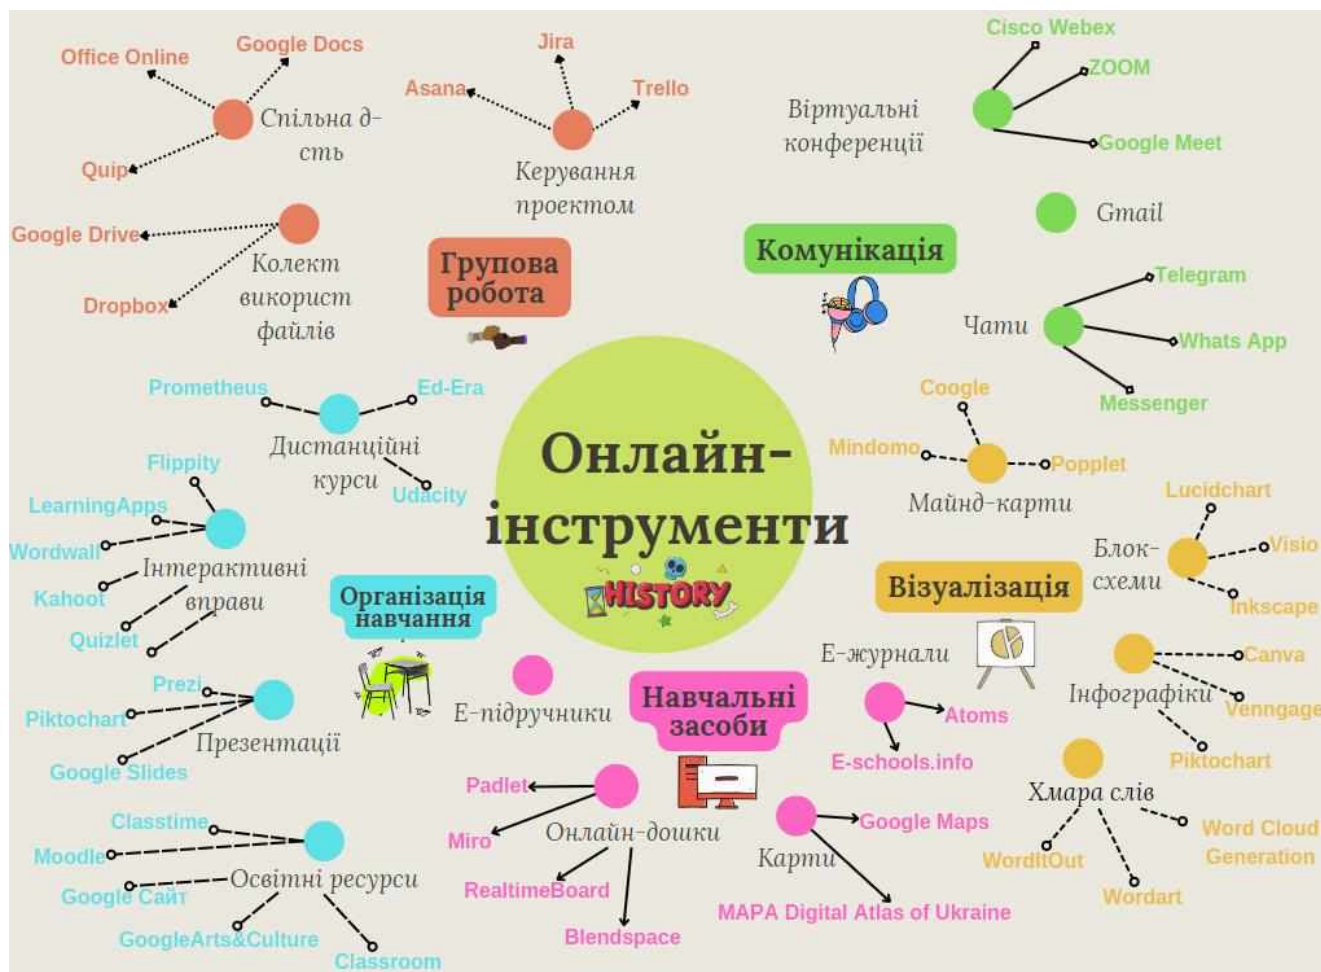 Office Online
Google Docs
Quip
Спільна д-
сть
Google Drive
Dropbox
Колект
використ
файлів
Jira
Asana
Trello
Керування
проектом
Групова
робота
Cisco Webex
ZOOM
Google Meet
Віртуальні
конференції
Gmail
Комунікація
Telegram
Whats App
Messenger
Чати
Онлайн-
інструменти
HISTORY
Prometheus
Ed-Era
Udacity
Дистанційні
курси
Flippity
LearningApps
Wordwall
Kahoot
Quizlet
Інтерактивні
вправи
Організація
навчання
Prezi
Piktochart
Google Slides
Презентації
Classtime
Moodle
Google Сайт
GoogleArts&Culture
Classroom
Освітні ресурси
Coogle
Mindomo
Popplet
Майнд-карти
Lucidchart
Visio
Inkscape
Блок-
схеми
Візуалізація
Canva
Venngage
Piktochart
Інфографіки
Хмара слів
WordItOut
Wordart
Word Cloud
Generation
Е-журнали
Atoms
E-schools.info
Навчальні
засоби
Е-підручники
Padlet
Miro
RealtimeBoard
Blendspace
Онлайн-дошки
Google Maps
MAPA Digital Atlas of Ukraine
Карти